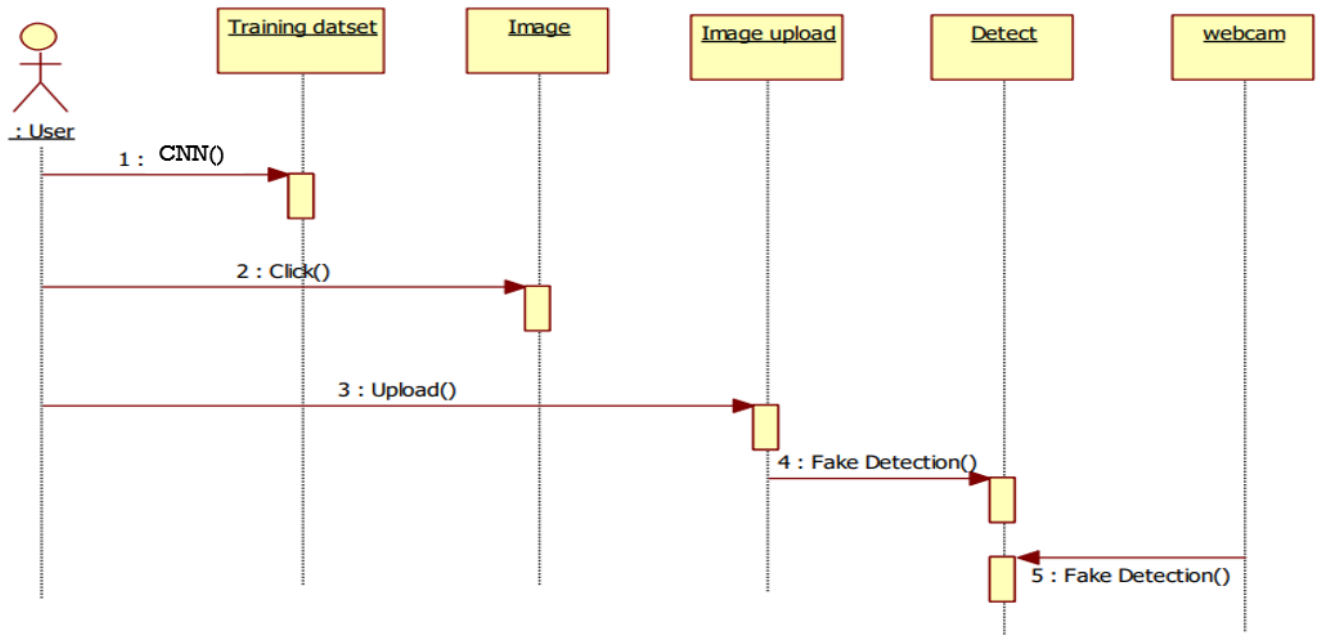 Training datset
Image
Image upload
Detect
webcam
: User
1 : CNN()
2 : Click()
3 : Upload()
4 : Fake Detection()
5 : Fake Detection()